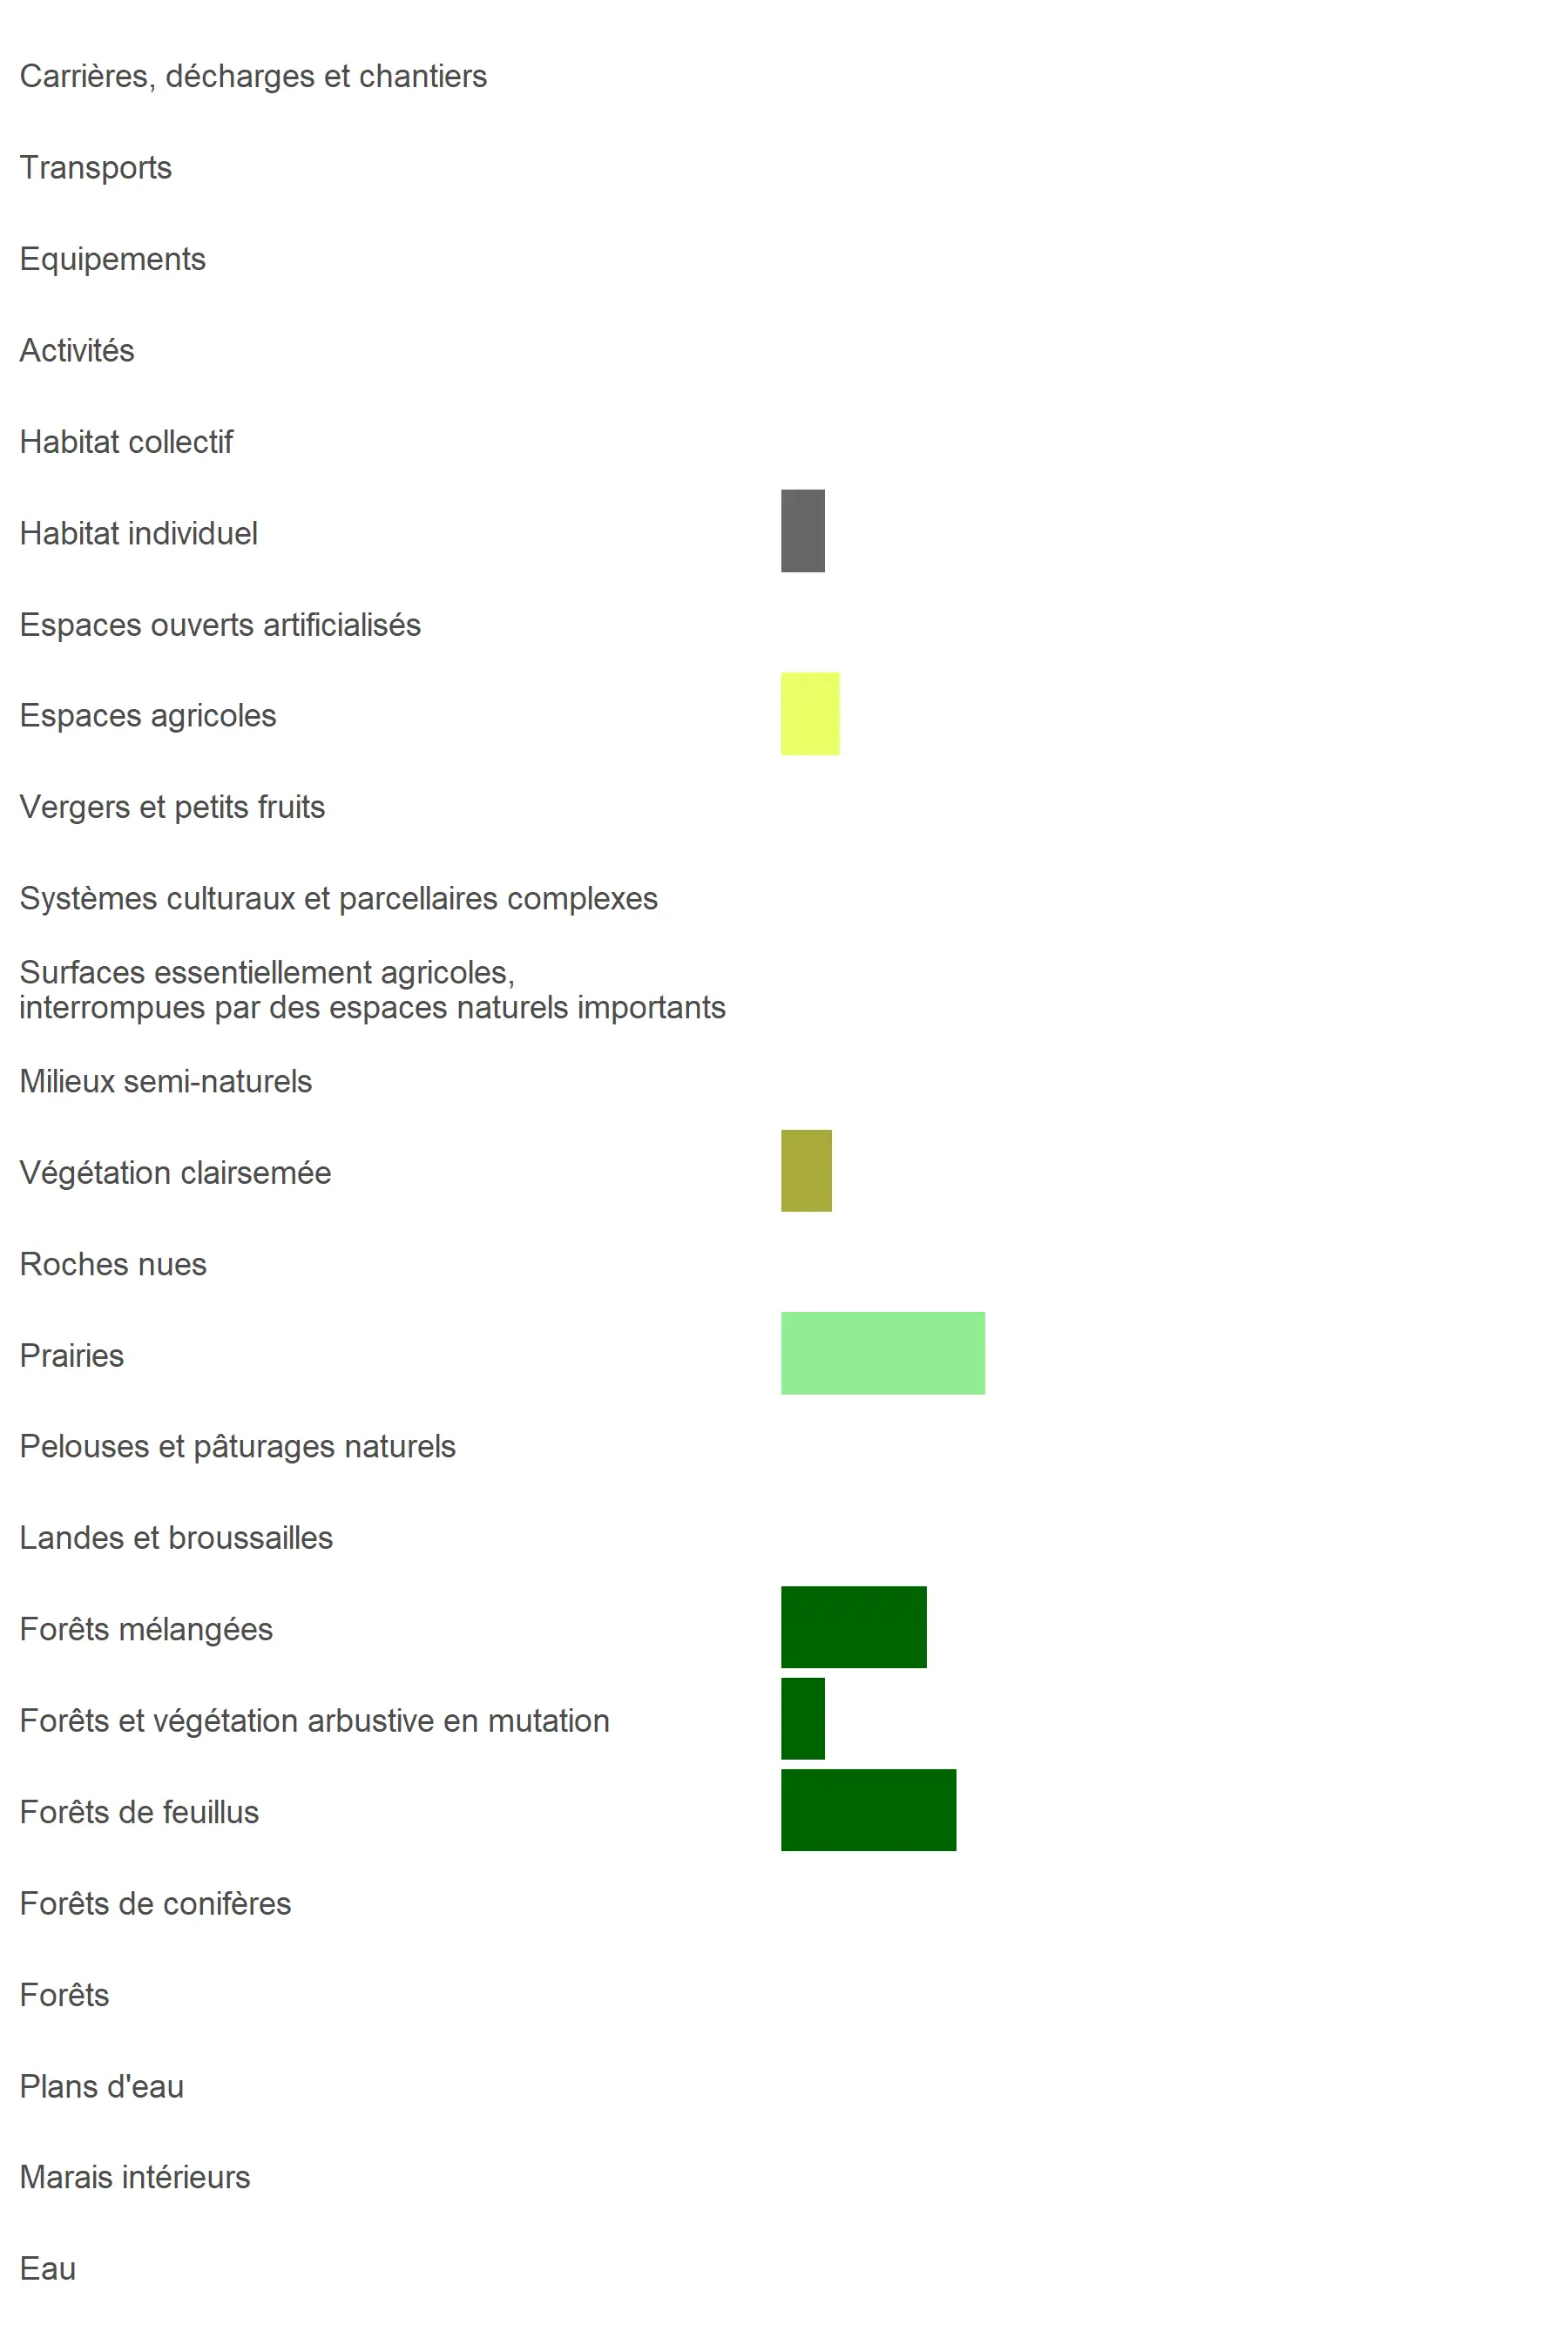 Carrières, décharges et chantiers
Transports
Equipements
Activités
Habitat collectif
Habitat individuel
Espaces ouverts artificialisés
Espaces agricoles
Vergers et petits fruits
Systèmes culturaux et parcellaires complexes
Surfaces essentiellement agricoles,
interrompues par des espaces naturels importants
Milieux semi-naturels
Végétation clairsemée
Roches nues
Prairies
Pelouses et pâturages naturels
Landes et broussailles
Forêts mélangées
Forêts et végétation arbustive en mutation
Forêts de feuillus
Forêts de conifères
Forêts
Plans d'eau
Marais intérieurs
Eau